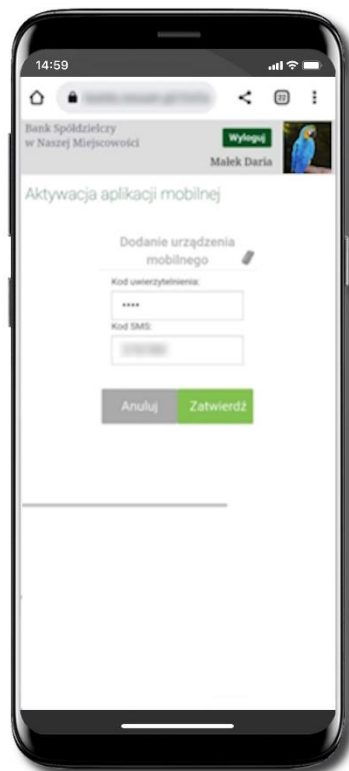 14:59
22
Bank Spółdzielczy
w Naszej Miejscowości
Wyloguj
Małek Daria
Aktywacja aplikacji mobilnej
Dodanie urządzenia
mobilnego
Kod uwierzytelnienia:
••••
Kod SMS:
Anuluj
Zatwierdź